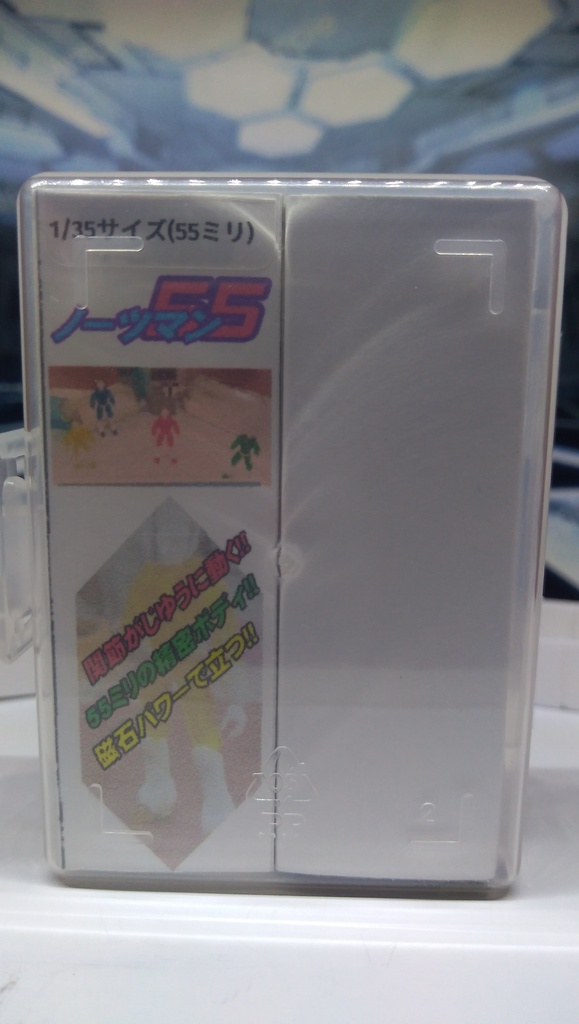 1/35サイズ(55ミリ)
ノーツマン55
関節がじゆうに動く!!
55ミリの精密ボディ!!
磁石パワーで立つ!!
PP
2